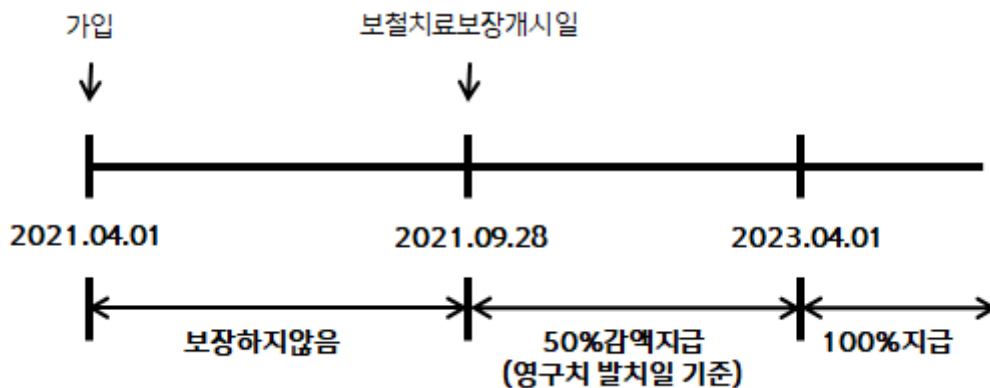 가입
보철치료보장개시일
2021.04.01
2021.09.28
2023.04.01
보장하지않음
50%감액지급
(영구치 발치일 기준)
100%지급